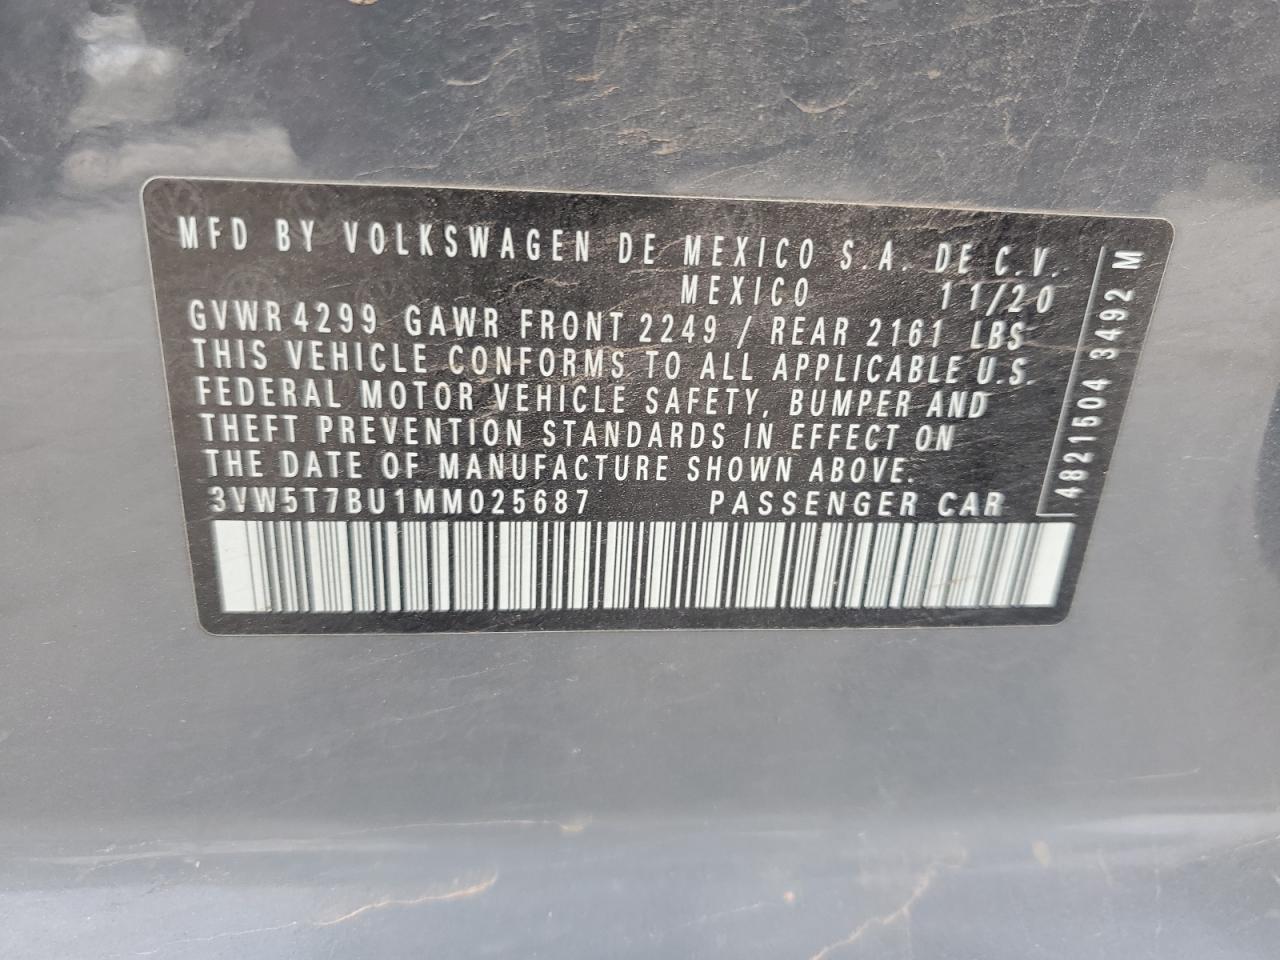 MFD BY VOLKSWAGEN DE MEXICO S.A. DE C.V.
MEXICO 11/20
GVWR 4299 GAWR FRONT 2249 / REAR 2161 LBS
THIS VEHICLE CONFORMS TO ALL APPLICABLE U.S.
FEDERAL MOTOR VEHICLE SAFETY, BUMPER AND
THEFT PREVENTION STANDARDS IN EFFECT ON
THE DATE OF MANUFACTURE SHOWN ABOVE.
3VW5T7BU1MM025687 PASSENGER CAR
4821504 3492 M